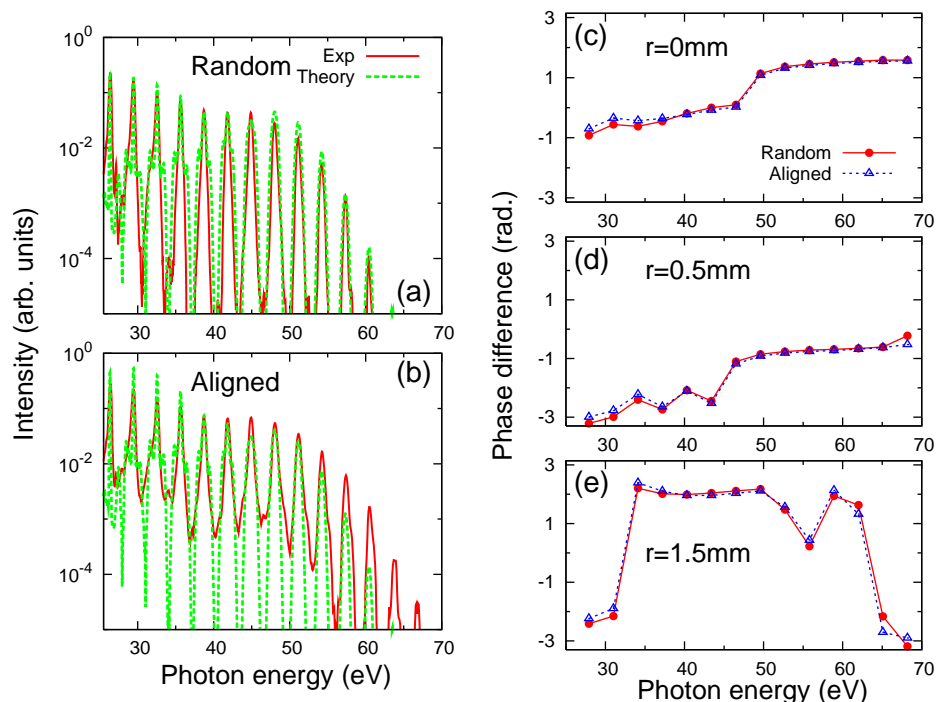 Intensity (arb. units)
10^0
10^-2
10^-4
Random
Exp
Theory
(a)
30 40 50 60 70
10^0
10^-2
10^-4
Aligned
(b)
30 40 50 60 70
Photon energy (eV)
Phase difference (rad.)
(c)
r=0mm
3
1
-1
-3
Random
Aligned
30 40 50 60 70
(d)
r=0.5mm
3
1
-1
-3
30 40 50 60 70
(e)
r=1.5mm
3
1
-1
-3
30 40 50 60 70
Photon energy (eV)